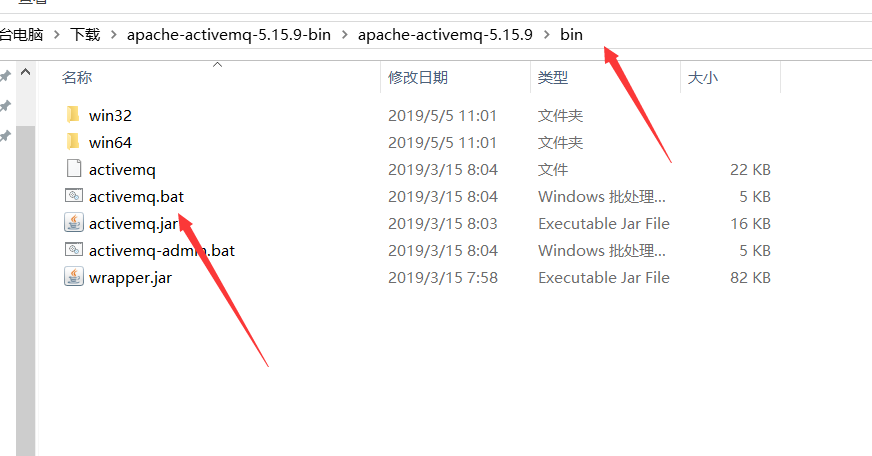 查看
台电脑 > 下载 > apache-activemq-5.15.9-bin > apache-activemq-5.15.9 > bin
名称 修改日期 类型 大小
win32 2019/5/5 11:01 文件夹
win64 2019/5/5 11:01 文件夹
activemq 2019/3/15 8:04 文件 22 KB
activemq.bat 2019/3/15 8:04 Windows 批处理... 5 KB
activemq.jar 2019/3/15 8:03 Executable Jar File 16 KB
activemq-admin.bat 2019/3/15 8:04 Windows 批处理... 5 KB
wrapper.jar 2019/3/15 7:58 Executable Jar File 82 KB